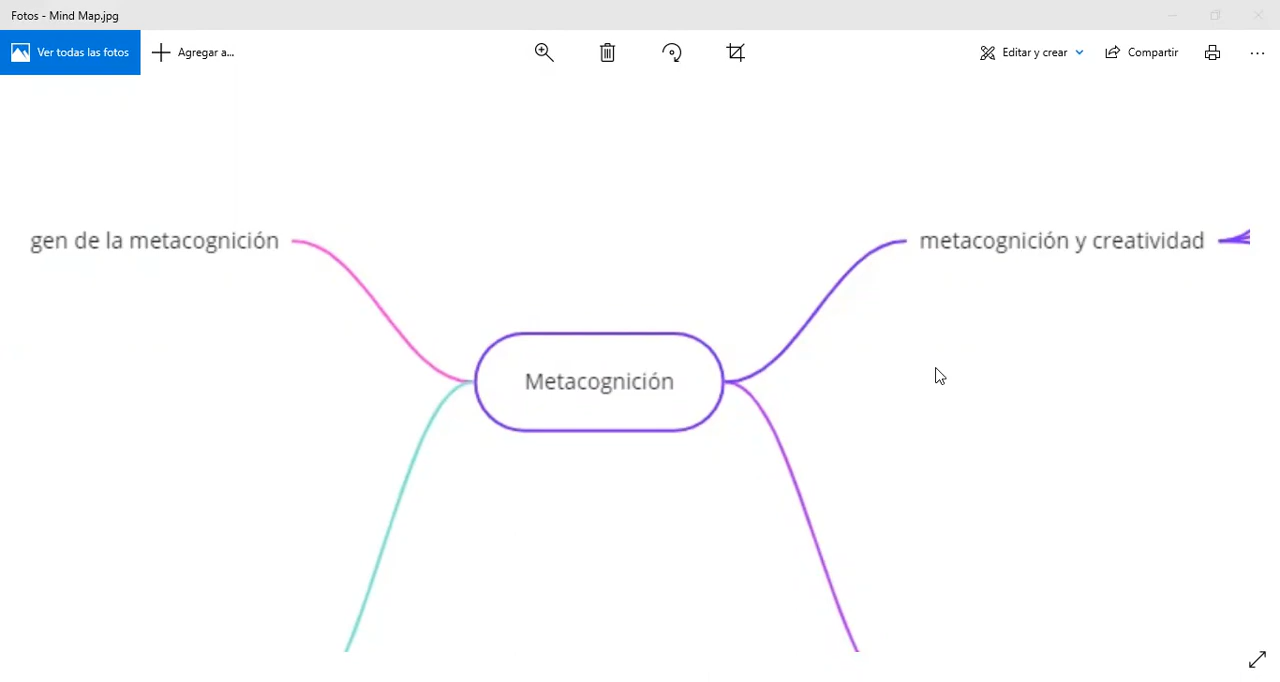 Fotos - Mind Map.jpg
Ver todas las fotos
Agregar a...
Editar y crear
Compartir
gen de la metacognición
metacognición y creatividad
Metacognición